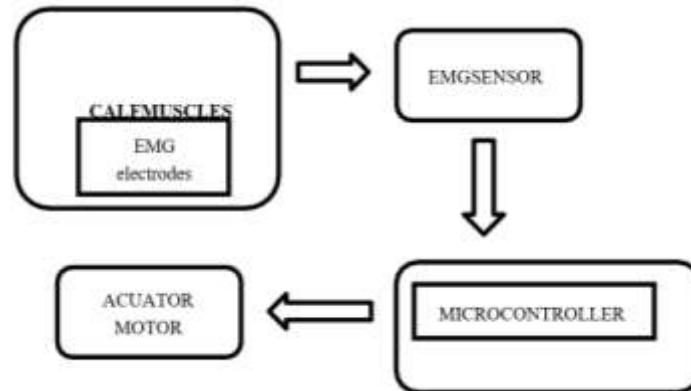 CALFMUSCLES
EMG
electrodes
EMGSENSOR
MICROCONTROLLER
ACUATOR
MOTOR